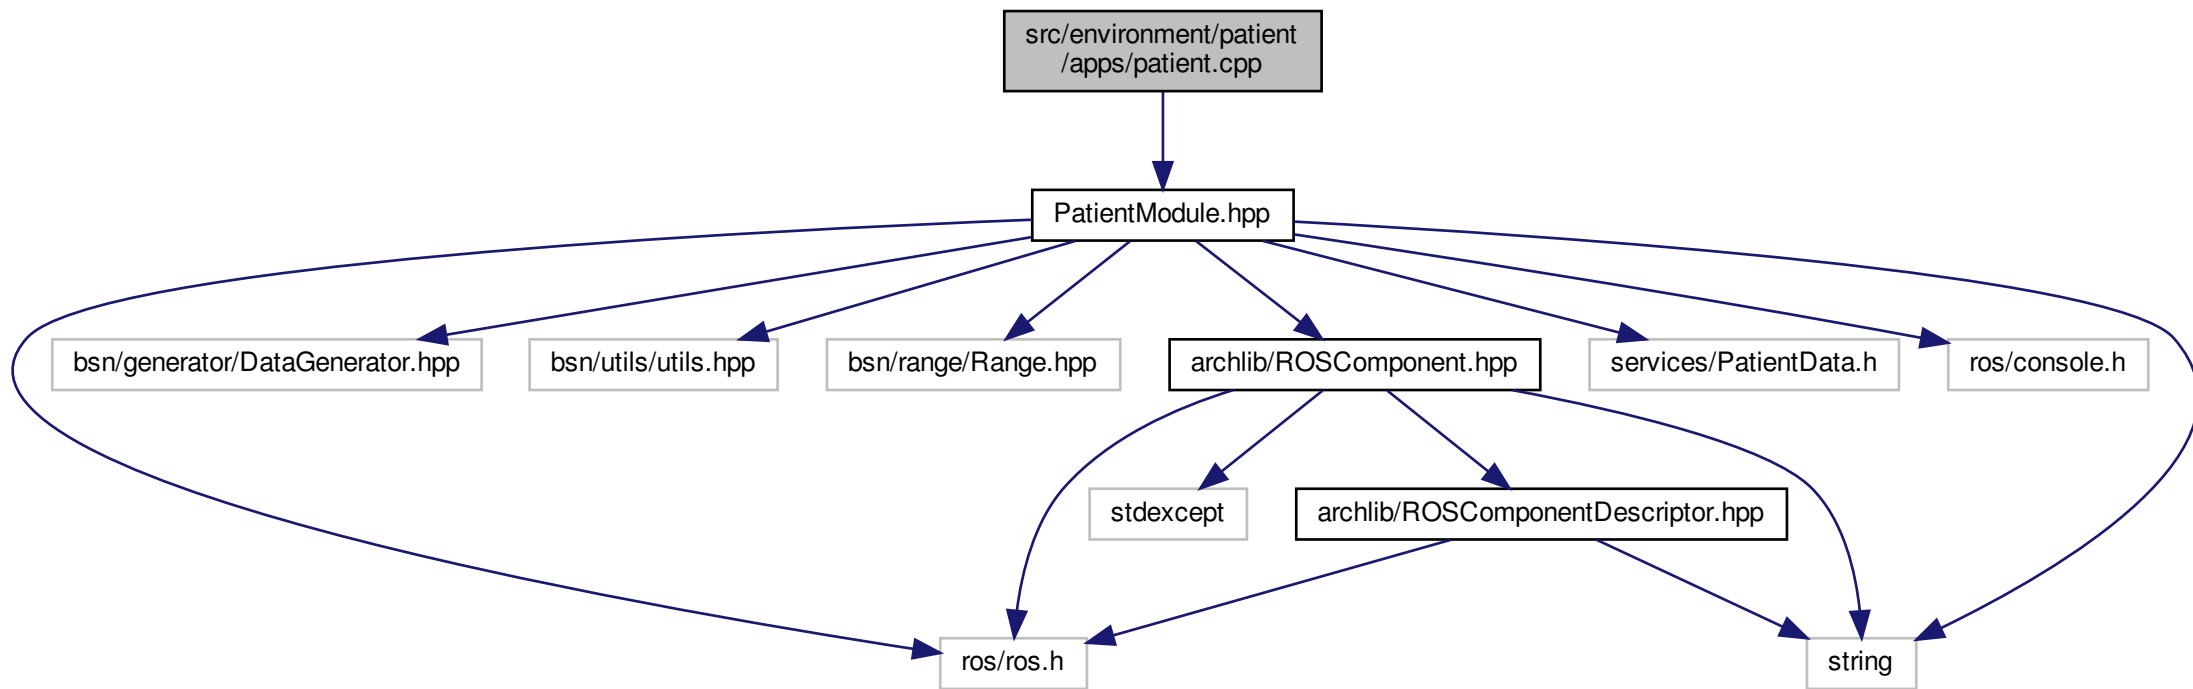 src/environment/patient
/apps/patient.cpp
PatientModule.hpp
bsn/generator/DataGenerator.hpp
bsn/utils/utils.hpp
bsn/range/Range.hpp
archlib/ROSComponent.hpp
services/PatientData.h
ros/console.h
stdexcept
archlib/ROSComponentDescriptor.hpp
ros/ros.h
string